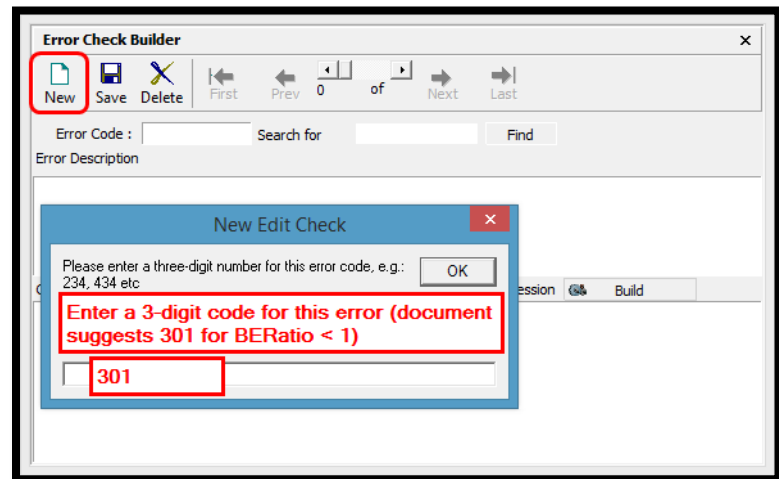 Error Check Builder
New Save Delete First Prev 0 of Next Last
Error Code : Search for Find
Error Description
New Edit Check
Please enter a three-digit number for this error code, e.g.: OK
234, 434 etc
ession Build
Enter a 3-digit code for this error (document
suggests 301 for BERatio < 1)
301